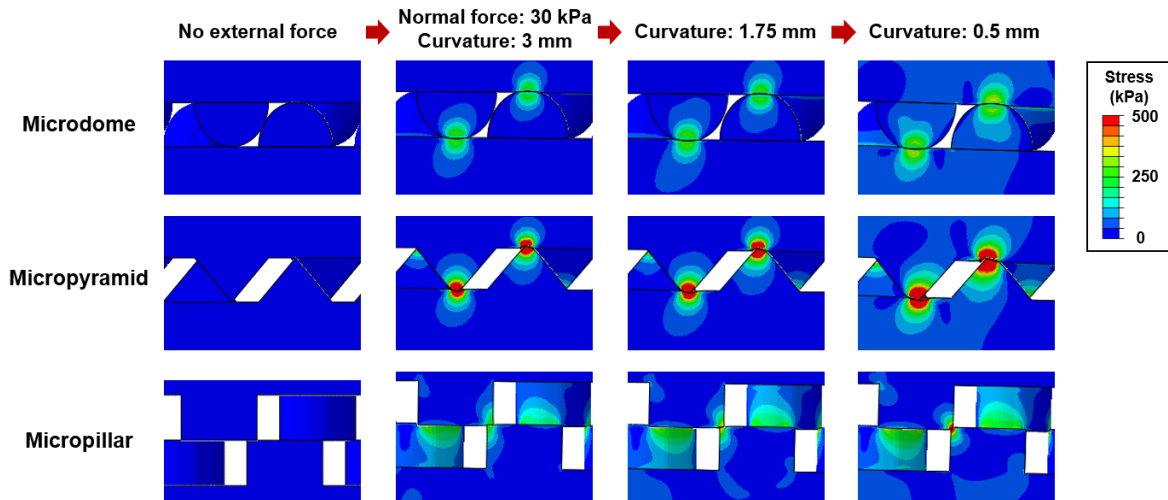 No external force
Normal force: 30 kPa
Curvature: 3 mm
Curvature: 1.75 mm
Curvature: 0.5 mm
Stress
(kPa)
500
250
0
Microdome
Micropyramid
Micropillar